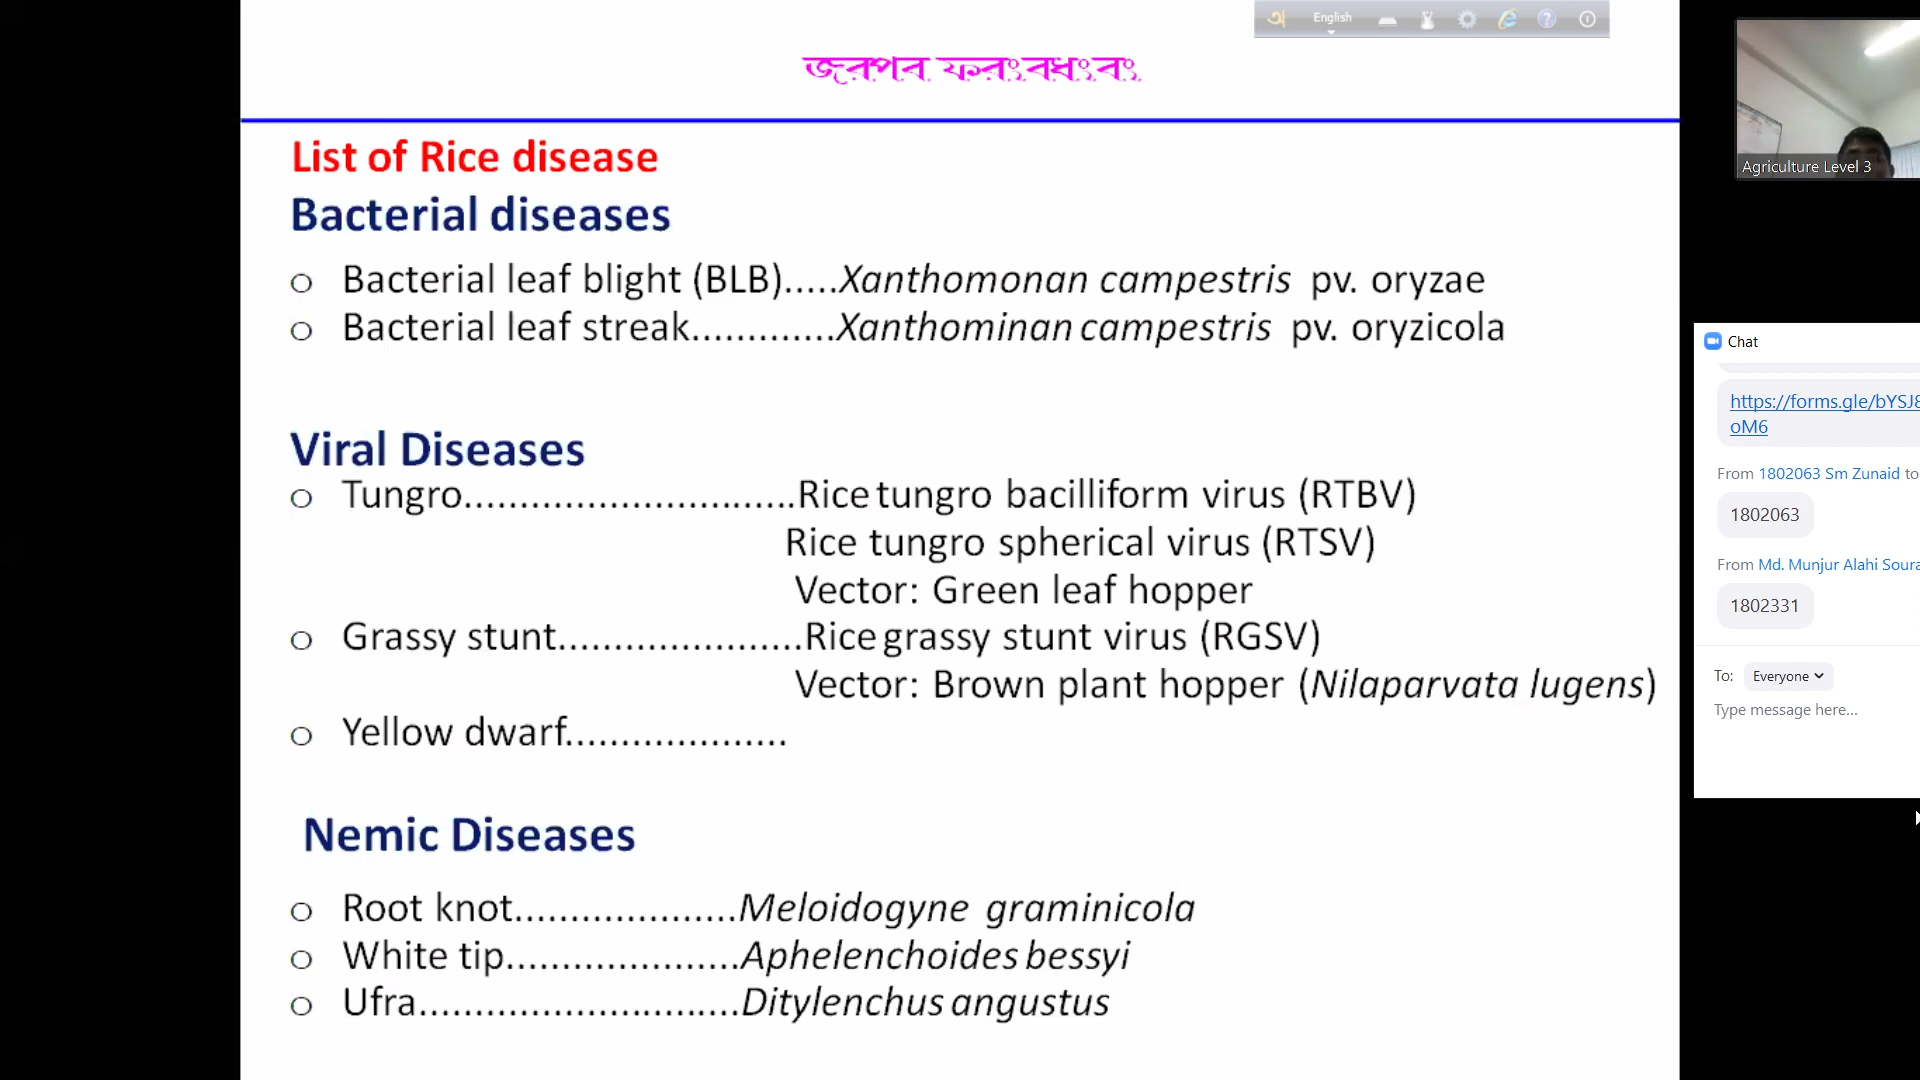 English
জরপব ফরংবধংবং
List of Rice disease
Bacterial diseases
o Bacterial leaf blight (BLB).....Xanthomonan campestris pv. oryzae
o Bacterial leaf streak.............Xanthominan campestris pv. oryzicola
Viral Diseases
o Tungro..............................Rice tungro bacilliform virus (RTBV)
Rice tungro spherical virus (RTSV)
Vector: Green leaf hopper
o Grassy stunt......................Rice grassy stunt virus (RGSV)
Vector: Brown plant hopper (Nilaparvata lugens)
o Yellow dwarf....................
Nemic Diseases
o Root knot....................Meloidogyne graminicola
o White tip.....................Aphelenchoides bessyi
o Ufra.............................Ditylenchus angustus
Agriculture Level 3
Chat
https://forms.gle/bYSJ8
oM6
From 1802063 Sm Zunaid to
1802063
From Md. Munjur Alahi Soura
1802331
To: Everyone
Type message here...